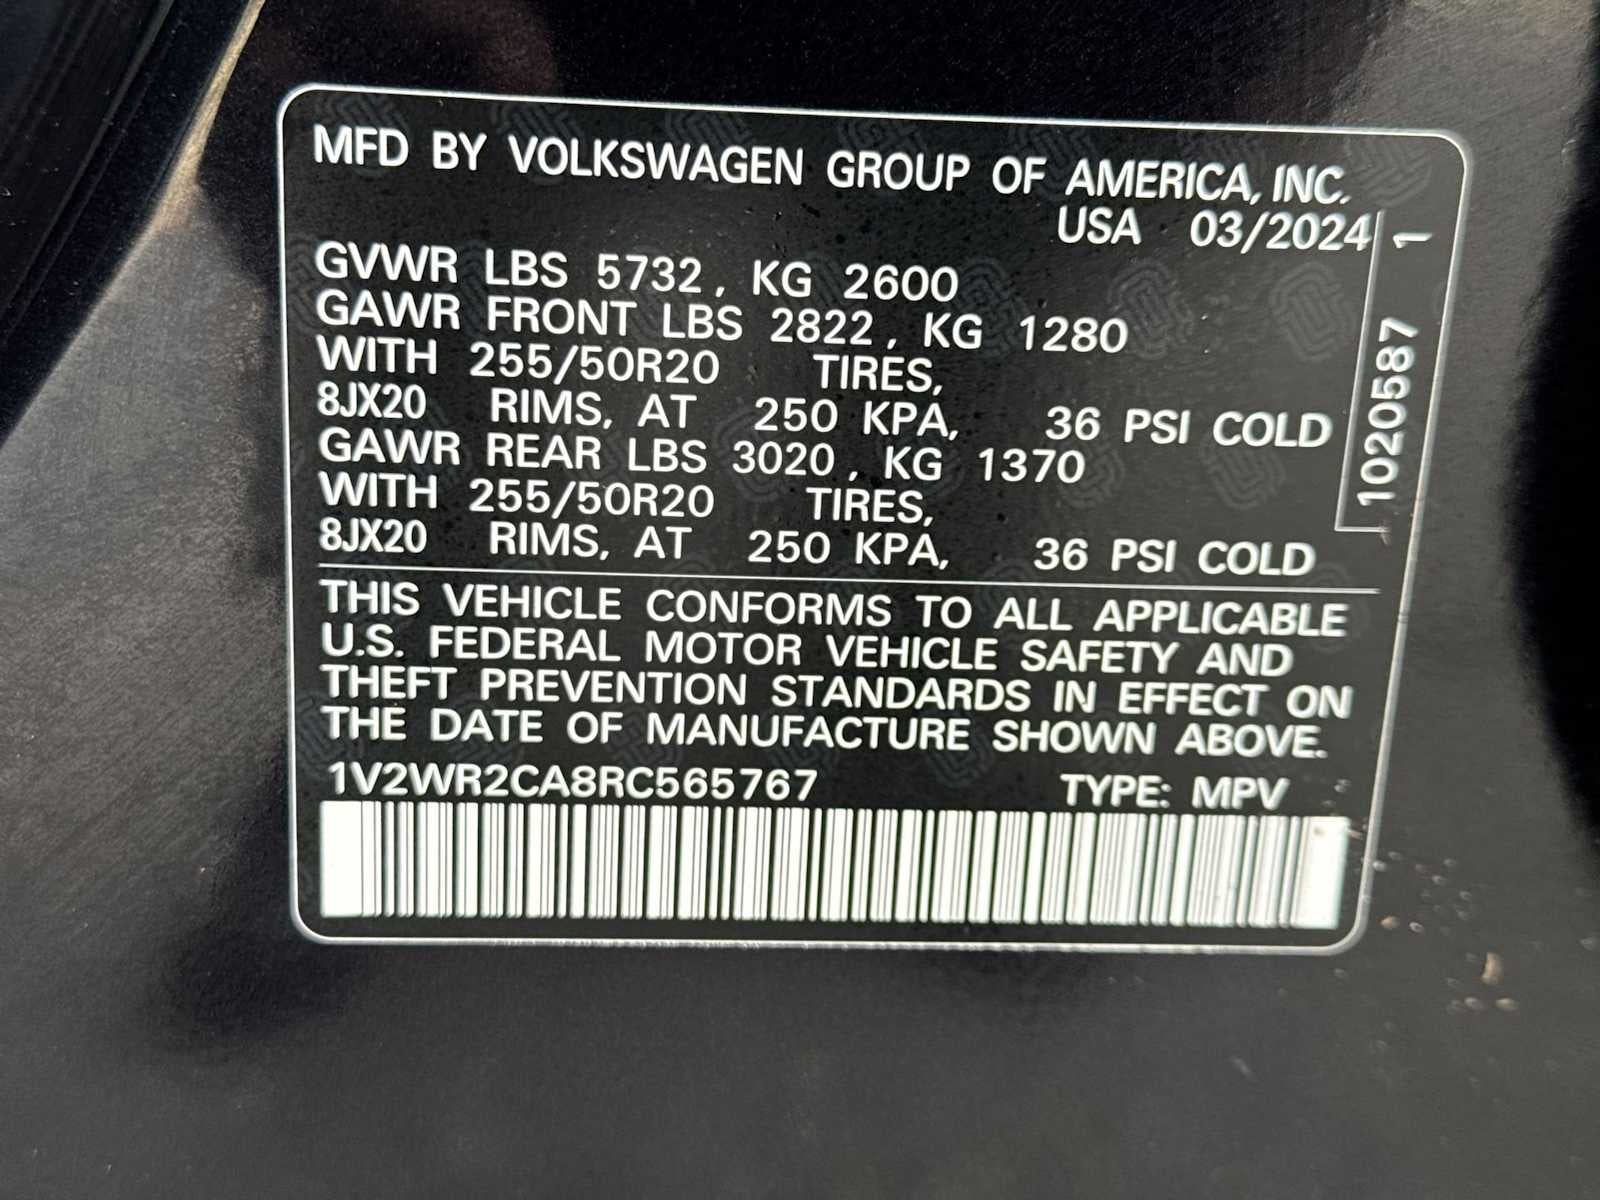 MFD BY VOLKSWAGEN GROUP OF AMERICA, INC.
USA 03/2024
GVWR LBS 5732, KG 2600
GAWR FRONT LBS 2822, KG 1280
WITH 255/50R20 TIRES,
8JX20 RIMS, AT 250 KPA, 36 PSI COLD
GAWR REAR LBS 3020, KG 1370
WITH 255/50R20 TIRES,
8JX20 RIMS, AT 250 KPA, 36 PSI COLD
1020587 1
THIS VEHICLE CONFORMS TO ALL APPLICABLE
U.S. FEDERAL MOTOR VEHICLE SAFETY AND
THEFT PREVENTION STANDARDS IN EFFECT ON
THE DATE OF MANUFACTURE SHOWN ABOVE.
1V2WR2CA8RC565767 TYPE: MPV